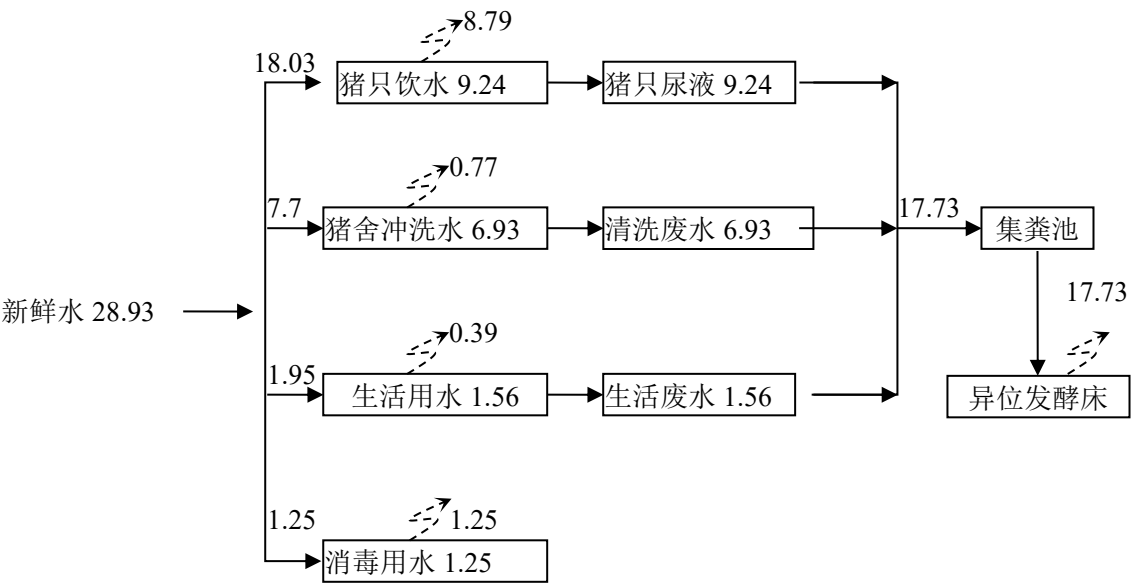 8.79
18.03
猪只饮水 9.24
猪只尿液 9.24
0.77
7.7
猪舍冲洗水 6.93
清洗废水 6.93
17.73
集粪池
新鲜水 28.93
17.73
0.39
1.95
生活用水 1.56
生活废水 1.56
异位发酵床
1.25
1.25
消毒用水 1.25